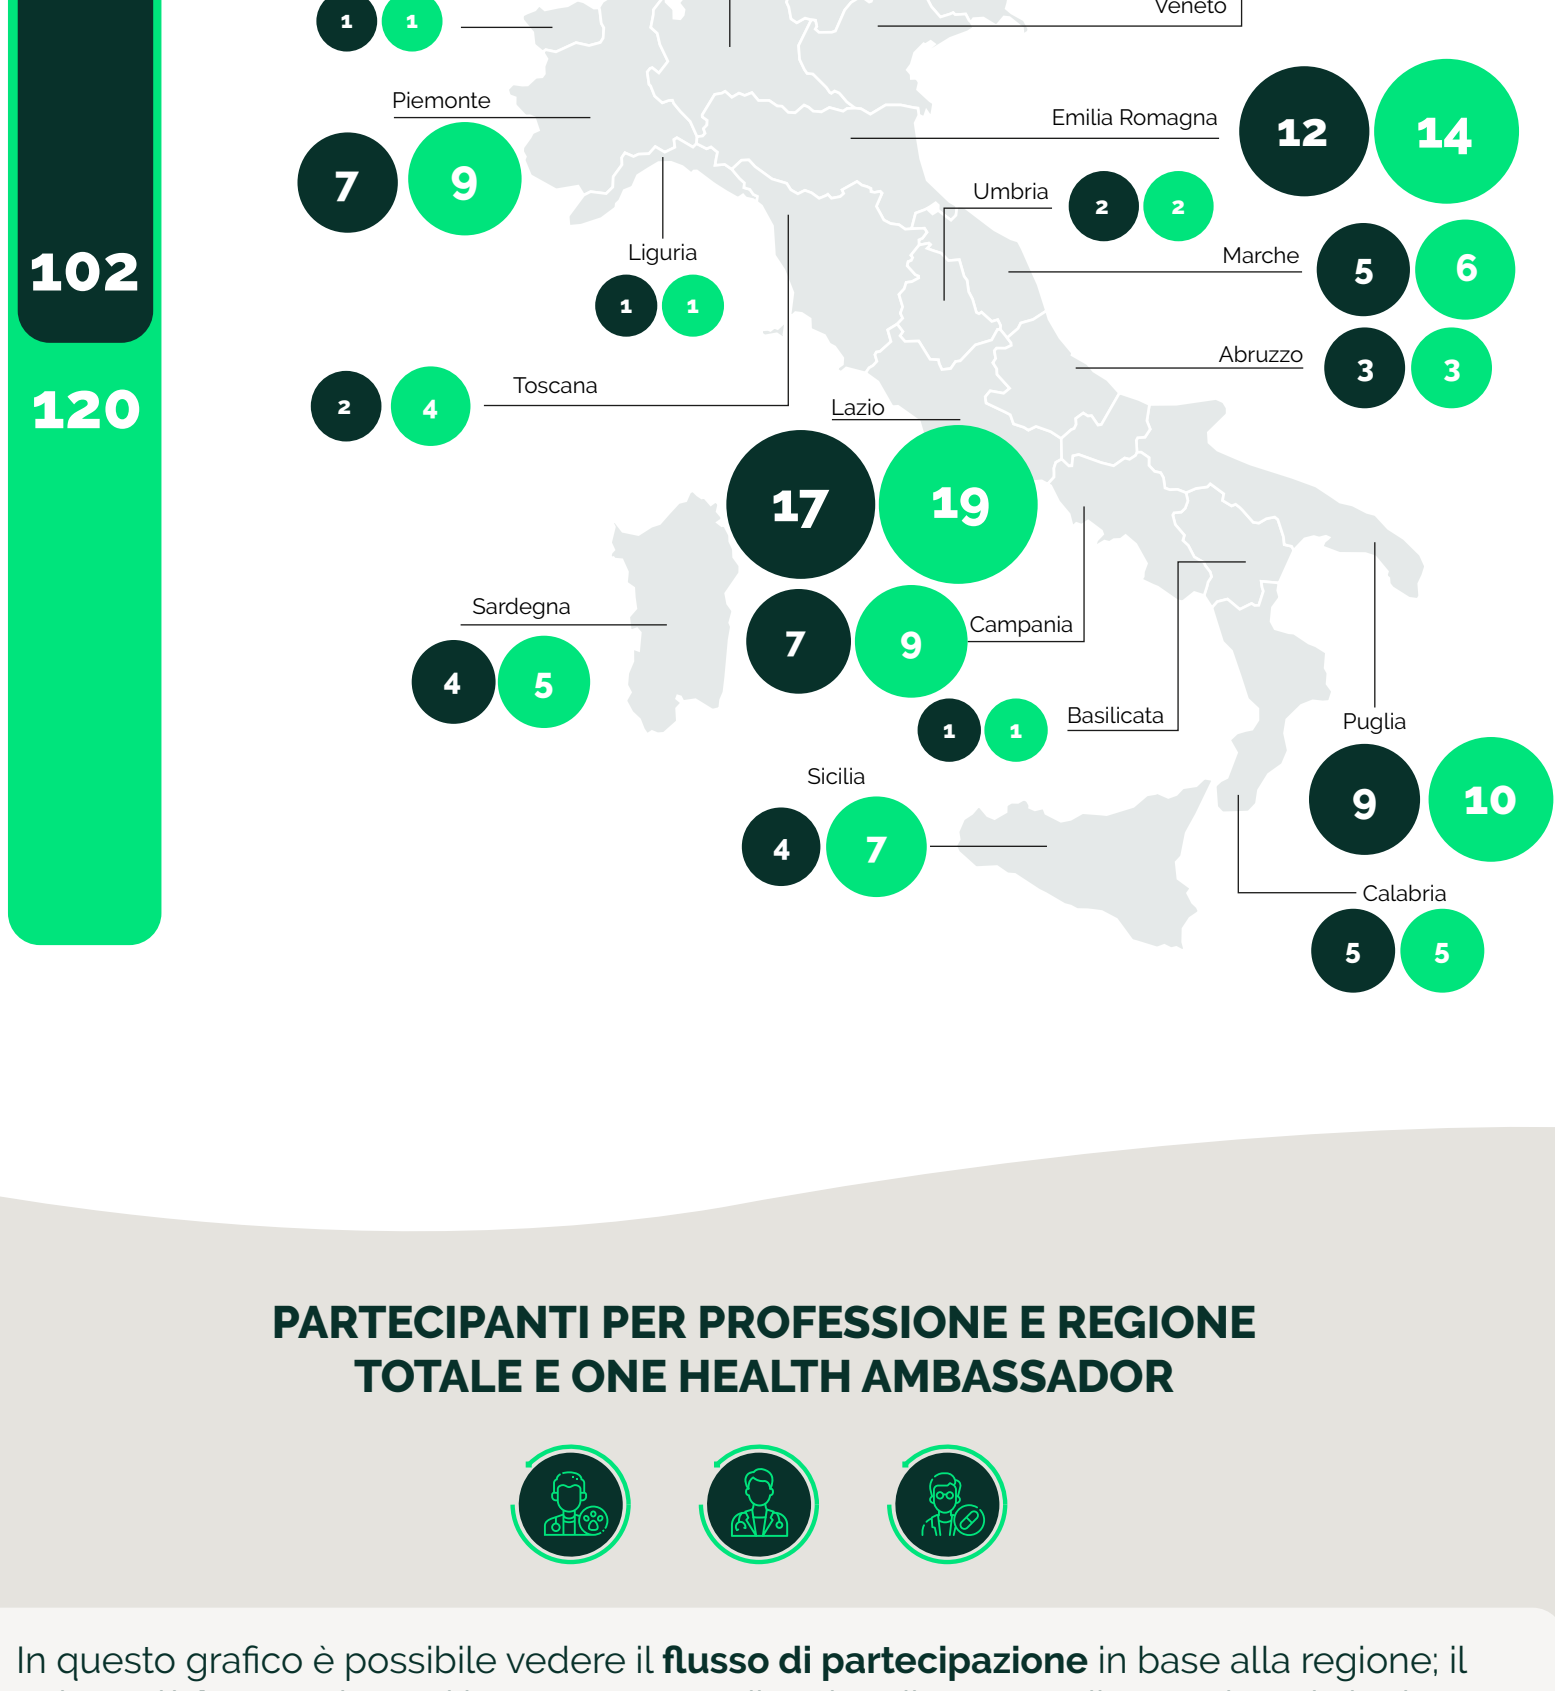 Veneto
1 1
Piemonte
7 9
Emilia Romagna
12 14
Umbria
2 2
Liguria
1 1
Marche
5 6
102
Abruzzo
3 3
120
Toscana
2 4
Lazio
17 19
Sardegna
4 5
Campania
7 9
Basilicata
1 1
Puglia
9 10
Sicilia
4 7
Calabria
5 5
PARTECIPANTI PER PROFESSIONE E REGIONE
TOTALE E ONE HEALTH AMBASSADOR
In questo grafico è possibile vedere il flusso di partecipazione in base alla regione; il